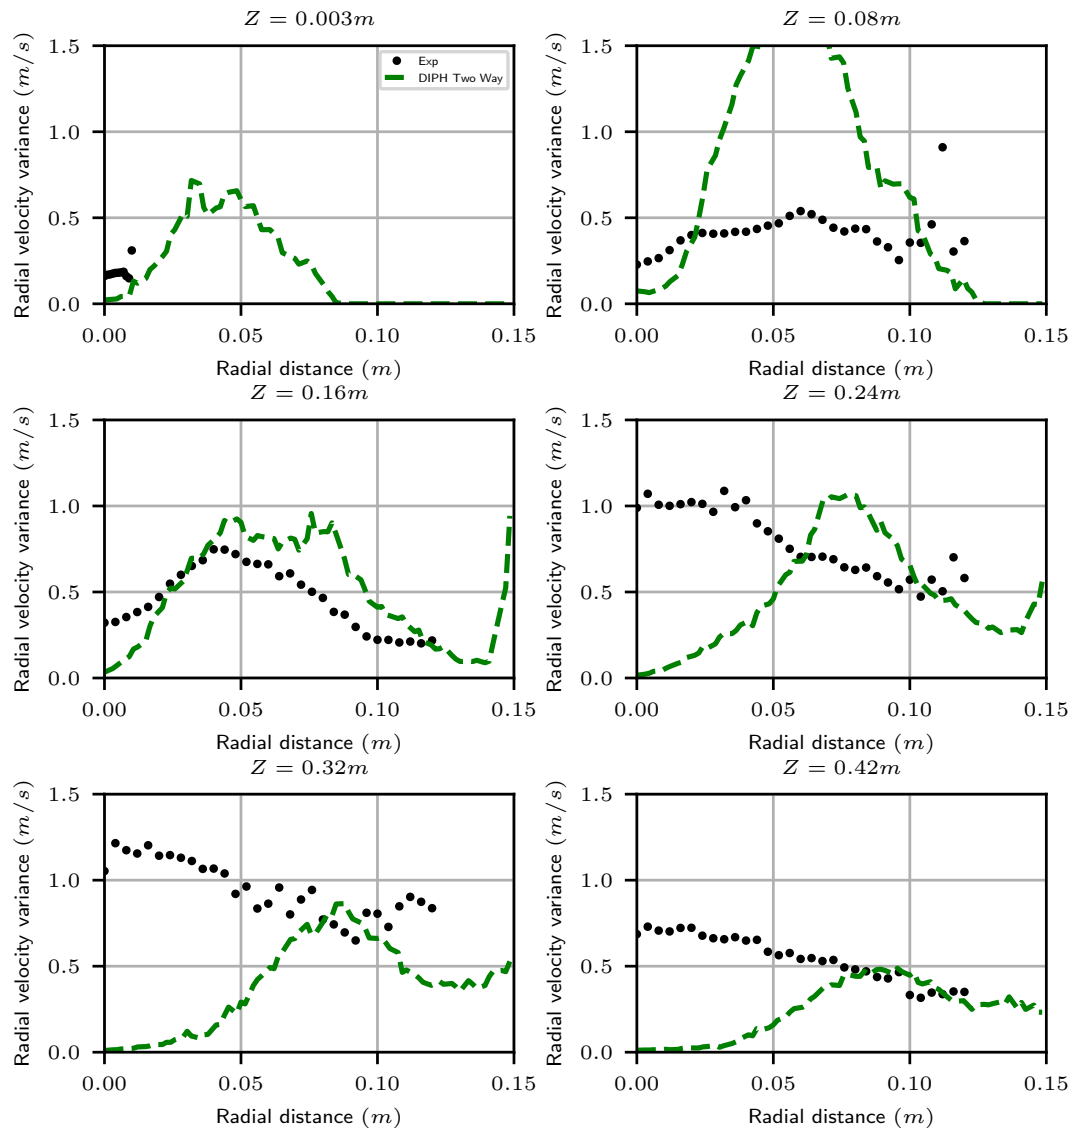 Z = 0.003m
Radial velocity variance (m/s)
1.5
1.0
0.5
0.0
Exp
DIPH Two Way
0.00 0.05 0.10 0.15
Radial distance (m)
Z = 0.08m
Radial velocity variance (m/s)
1.5
1.0
0.5
0.0
0.00 0.05 0.10 0.15
Radial distance (m)
Z = 0.16m
Radial velocity variance (m/s)
1.5
1.0
0.5
0.0
0.00 0.05 0.10 0.15
Radial distance (m)
Z = 0.24m
Radial velocity variance (m/s)
1.5
1.0
0.5
0.0
0.00 0.05 0.10 0.15
Radial distance (m)
Z = 0.32m
Radial velocity variance (m/s)
1.5
1.0
0.5
0.0
0.00 0.05 0.10 0.15
Radial distance (m)
Z = 0.42m
Radial velocity variance (m/s)
1.5
1.0
0.5
0.0
0.00 0.05 0.10 0.15
Radial distance (m)